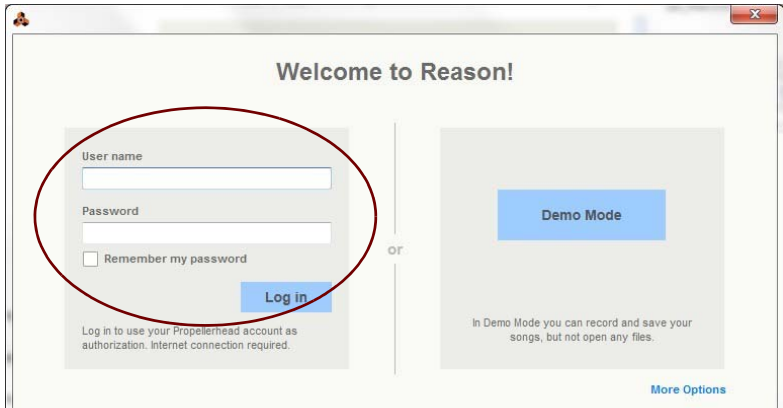 Welcome to Reason!
User name
Password
Remember my password
Log in
Log in to use your Propellerhead account as
authorization. Internet connection required.
or
Demo Mode
In Demo Mode you can record and save your
songs, but not open any files.
More Options